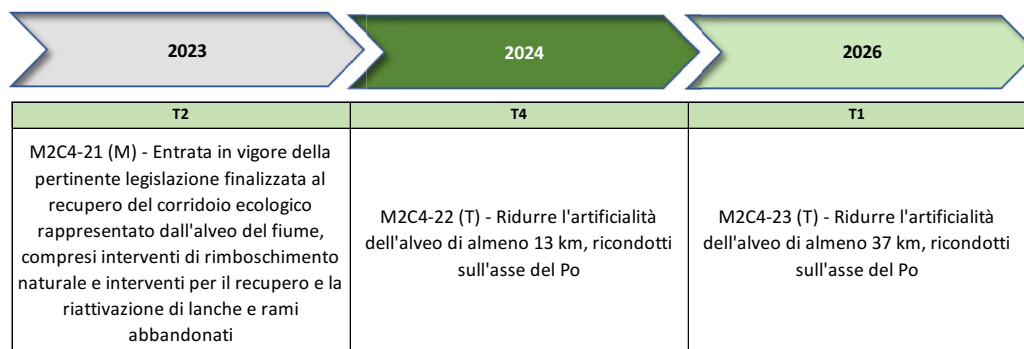 2023
2024
2026
T2
T4
T1
M2C4-21 (M) - Entrata in vigore della
pertinente legislazione finalizzata al
recupero del corridoio ecologico
rappresentato dall'alveo del fiume,
compresi interventi di rimboschimento
naturale e interventi per il recupero e la
riattivazione di lanche e rami
abbandonati
M2C4-22 (T) - Ridurre l'artificialità
dell'alveo di almeno 13 km, ricondotti
sull'asse del Po
M2C4-23 (T) - Ridurre l'artificialità
dell'alveo di almeno 37 km, ricondotti
sull'asse del Po